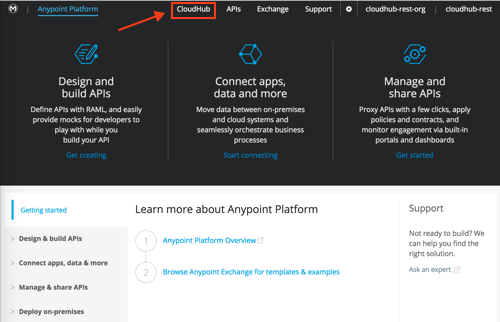 Anypoint Platform
CloudHub
APIs
Exchange
Support
cloudhub-rest-org
cloudhub-rest
Design and
build APIs
Define APIs with RAML, and easily
provide mocks for developers to
play with while you
build your API
Get creating
Connect apps,
data and more
Move data between on-premises
and cloud systems and
seamlessly orchestrate business
processes
Start connecting
Manage and
share APIs
Proxy APIs with a few clicks, apply
policies and contracts, and
monitor engagement via built-in
portals and dashboards
Get started
Getting started
Design & build APIs
Connect apps, data & more
Manage & share APIs
Deploy on-premises
Learn more about Anypoint Platform
1
Anypoint Platform Overview
2
Browse Anypoint Exchange for templates & examples
Support
Not ready to build? We
can help you find the
right solution.
Ask an expert